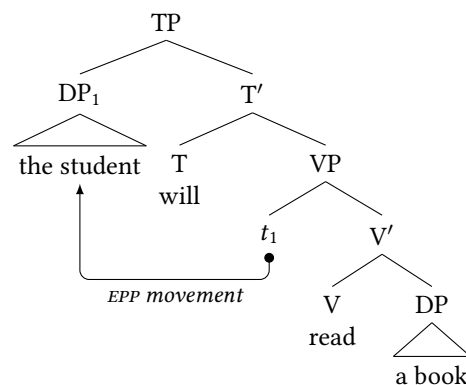 TP
DP₁ T′
the student T VP
will
t₁ V′
EPP movement
V DP
read
a book